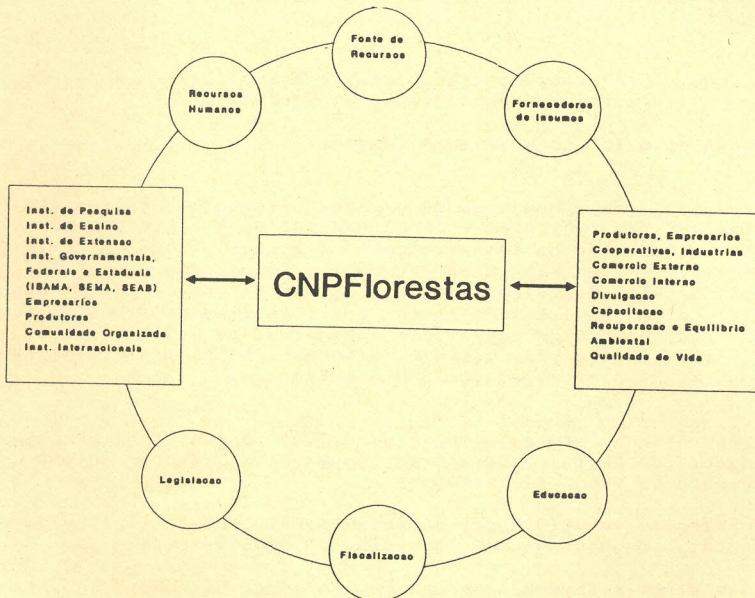 Fonte de
Recursos
Recursos
Humanos
Fornecedores
de Insumos
Inst. de Pesquisa
Inst. de Ensino
Inst. de Extensao
Inst. Governamentais,
Federais e Estaduais
(IBAMA, SEMA, SEAB)
Empresarios
Produtores
Comunidade Organizada
Inst. Internacionais
CNPFlorestas
Produtores, Empresarios
Cooperativas, Industrias
Comercio Externo
Comercio Interno
Divulgacao
Capacitacao
Recuperacao e Equilibrio
Ambiental
Qualidade de Vida
Legislacao
Educacao
Fiscalizacao